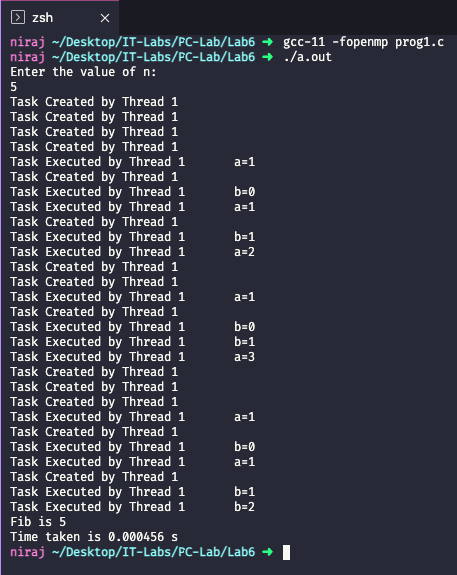 zsh ×
niraj ~/Desktop/IT-Labs/PC-Lab/Lab6 ➜ gcc-11 -fopenmp prog1.c
niraj ~/Desktop/IT-Labs/PC-Lab/Lab6 ➜ ./a.out
Enter the value of n:
5
Task Created by Thread 1
Task Created by Thread 1
Task Created by Thread 1
Task Created by Thread 1
Task Executed by Thread 1 a=1
Task Created by Thread 1
Task Executed by Thread 1 b=0
Task Executed by Thread 1 a=1
Task Created by Thread 1
Task Executed by Thread 1 b=1
Task Executed by Thread 1 a=2
Task Created by Thread 1
Task Created by Thread 1
Task Executed by Thread 1 a=1
Task Created by Thread 1
Task Executed by Thread 1 b=0
Task Executed by Thread 1 b=1
Task Executed by Thread 1 a=3
Task Created by Thread 1
Task Created by Thread 1
Task Created by Thread 1
Task Executed by Thread 1 a=1
Task Created by Thread 1
Task Executed by Thread 1 b=0
Task Executed by Thread 1 a=1
Task Created by Thread 1
Task Executed by Thread 1 b=1
Task Executed by Thread 1 b=2
Fib is 5
Time taken is 0.000456 s
niraj ~/Desktop/IT-Labs/PC-Lab/Lab6 ➜